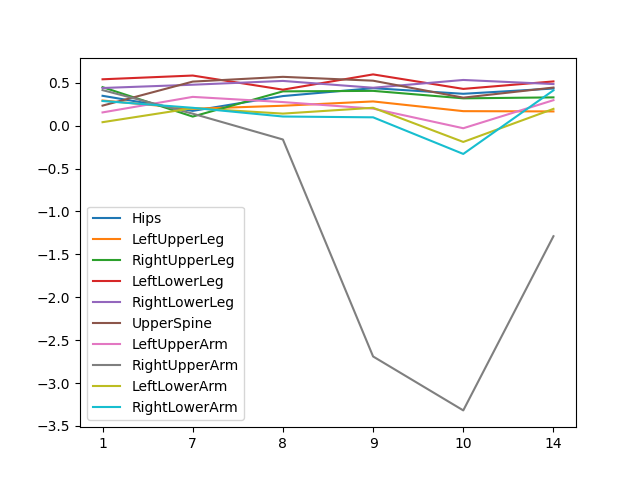 0.5
0.0
−0.5
−1.0
−1.5
−2.0
−2.5
−3.0
−3.5
Hips
LeftUpperLeg
RightUpperLeg
LeftLowerLeg
RightLowerLeg
UpperSpine
LeftUpperArm
RightUpperArm
LeftLowerArm
RightLowerArm
1 7 8 9 10 14